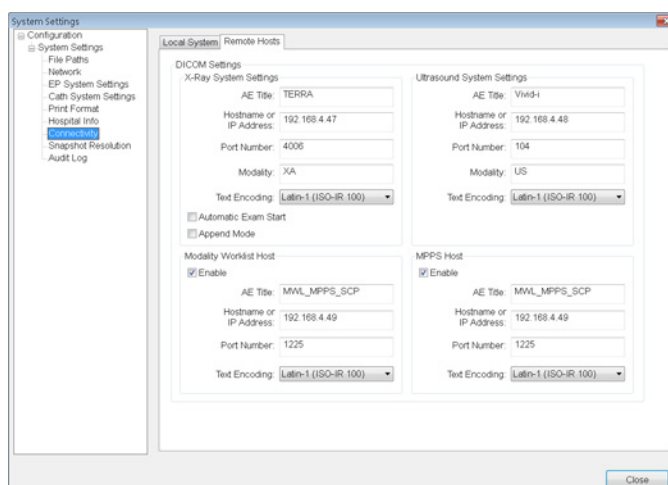 System Settings
Configuration
System Settings
File Paths
Network
EP System Settings
Cath System Settings
Print Format
Hospital Info
Connectivity
Snapshot Resolution
Audit Log
Local System Remote Hosts
DICOM Settings
X-Ray System Settings
AE Title: TERRA
Hostname or
IP Address: 192.168.4.47
Port Number: 4006
Modality: XA
Text Encoding: Latin-1 (ISO-IR 100)
Automatic Exam Start
Append Mode
Ultrasound System Settings
AE Title: Vivid-i
Hostname or
IP Address: 192.168.4.48
Port Number: 104
Modality: US
Text Encoding: Latin-1 (ISO-IR 100)
Modality Worklist Host
Enable
AE Title: MWL_MPPS_SCP
Hostname or
IP Address: 192.168.4.49
Port Number: 1225
Text Encoding: Latin-1 (ISO-IR 100)
MPPS Host
Enable
AE Title: MWL_MPPS_SCP
Hostname or
IP Address: 192.168.4.49
Port Number: 1225
Text Encoding: Latin-1 (ISO-IR 100)
Close